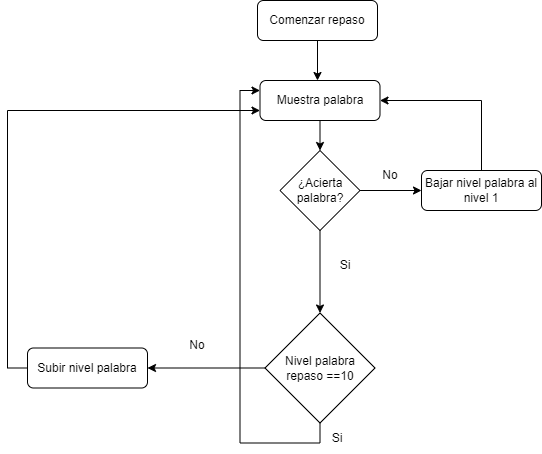 Comenzar repaso
Muestra palabra
¿Acierta
palabra?
No
Bajar nivel palabra al
nivel 1
Si
Nivel palabra
repaso ==10
No
Subir nivel palabra
Si